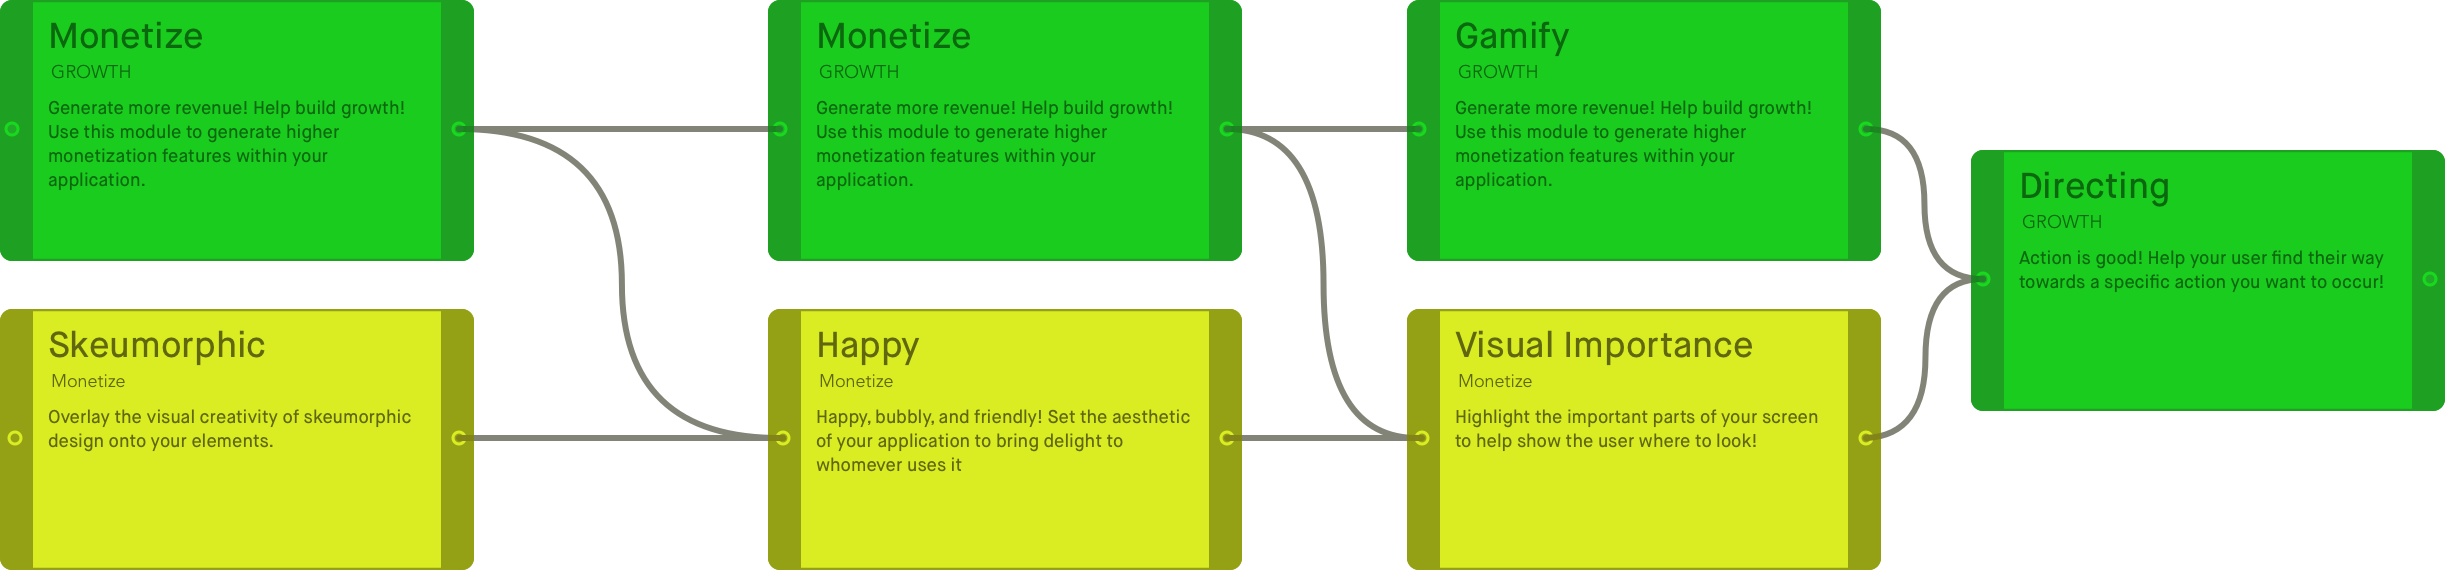 Monetize
GROWTH
Generate more revenue! Help build growth!
Use this module to generate higher
monetization features within your
application.
Monetize
GROWTH
Generate more revenue! Help build growth!
Use this module to generate higher
monetization features within your
application.
Gamify
GROWTH
Generate more revenue! Help build growth!
Use this module to generate higher
monetization features within your
application.
Directing
GROWTH
Action is good! Help your user find their way
towards a specific action you want to occur!
Skeumorphic
Monetize
Overlay the visual creativity of skeumorphic
design onto your elements.
Happy
Monetize
Happy, bubbly, and friendly! Set the aesthetic
of your application to bring delight to
whomever uses it
Visual Importance
Monetize
Highlight the important parts of your screen
to help show the user where to look!